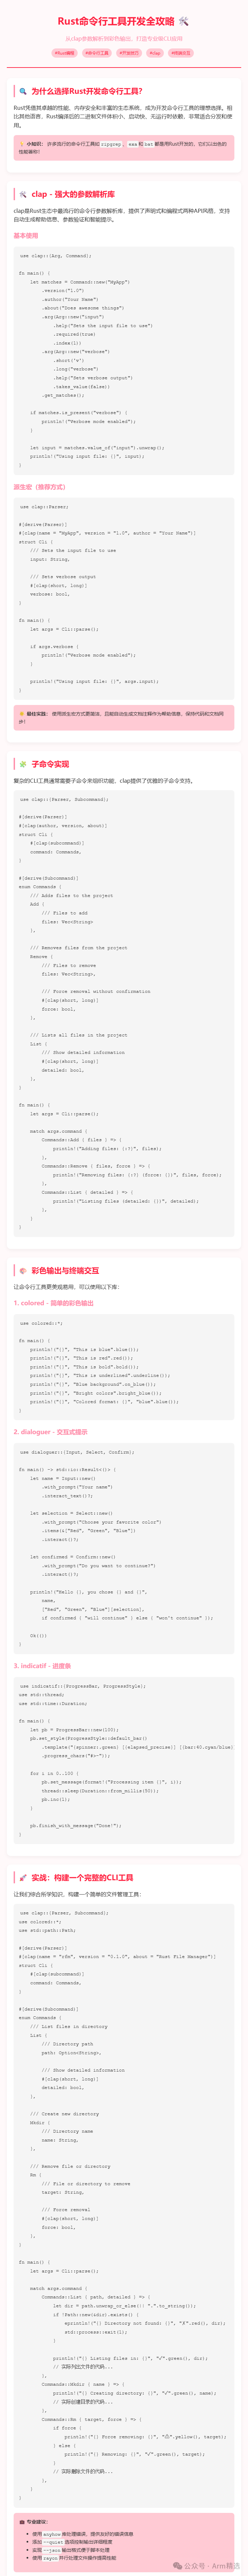 Rust命令行工具开发全攻略 🛠️
从clap参数解析到彩色输出，打造专业级CLI应用
#Rust编程 #命令行工具 #开发技巧 #clap #终端交互
🔍 为什么选择Rust开发命令行工具？
Rust凭借其卓越的性能、内存安全和丰富的生态系统，成为开发命令行工具的理想选择。相
比其他语言，Rust编译后的二进制文件体积小、启动快、无运行时依赖，非常适合分发和使
用。
💡 小知识： 许多流行的命令行工具如 ripgrep 、 exa 和 bat 都是用Rust开发的，它们以出色的
性能著称！
🛠️ clap - 强大的参数解析库
clap是Rust生态中最流行的命令行参数解析库，提供了声明式和编程式两种API风格，支持
自动生成帮助信息、参数验证和智能提示。
基本使用
use clap::{Arg, Command};
fn main() {
let matches = Command::new("MyApp")
.version("1.0")
.author("Your Name")
.about("Does awesome things")
.arg(Arg::new("input")
.help("Sets the input file to use")
.required(true)
.index(1))
.arg(Arg::new("verbose")
.short('v')
.long("verbose")
.help("Sets verbose output")
.takes_value(false))
.get_matches();
if matches.is_present("verbose") {
println!("Verbose mode enabled");
}
let input = matches.value_of("input").unwrap();
println!("Using input file: {}", input);
}
派生宏（推荐方式）
use clap::Parser;
#[derive(Parser)]
#[clap(name = "MyApp", version = "1.0", author = "Your Name")]
struct Cli {
/// Sets the input file to use
input: String,
/// Sets verbose output
#[clap(short, long)]
verbose: bool,
}
fn main() {
let args = Cli::parse();
if args.verbose {
println!("Verbose mode enabled");
}
println!("Using input file: {}", args.input);
}
🌟 最佳实践： 使用派生宏方式更简洁，且能自动生成文档注释作为帮助信息，保持代码和文档同
步！
🧩 子命令实现
复杂的CLI工具通常需要子命令来组织功能，clap提供了优雅的子命令支持。
use clap::{Parser, Subcommand};
#[derive(Parser)]
#[clap(author, version, about)]
struct Cli {
#[clap(subcommand)]
command: Commands,
}
#[derive(Subcommand)]
enum Commands {
/// Adds files to the project
Add {
/// Files to add
files: Vec<String>
},
/// Removes files from the project
Remove {
/// Files to remove
files: Vec<String>,
/// Force removal without confirmation
#[clap(short, long)]
force: bool,
},
/// Lists all files in the project
List {
/// Show detailed information
#[clap(short, long)]
detailed: bool,
},
}
fn main() {
let args = Cli::parse();
match args.command {
Commands::Add { files } => {
println!("Adding files: {:?}", files);
},
Commands::Remove { files, force } => {
println!("Removing files: {:?} (force: {})", files, force);
},
Commands::List { detailed } => {
println!("Listing files (detailed: {})", detailed);
},
}
}
🎨 彩色输出与终端交互
让命令行工具更美观易用，可以使用以下库：
1. colored - 简单的彩色输出
use colored::*;
fn main() {
println!("{}", "This is blue".blue());
println!("{}", "This is red".red());
println!("{}", "This is bold".bold());
println!("{}", "This is underlined".underline());
println!("{}", "Blue background".on_blue());
println!("{}", "Bright colors".bright_blue());
println!("{}", "Colored format: {}", "blue".blue());
}
2. dialoguer - 交互式提示
use dialoguer::{Input, Select, Confirm};
fn main() -> std::io::Result<()> {
let name = Input::new()
.with_prompt("Your name")
.interact_text()?;
let selection = Select::new()
.with_prompt("Choose your favorite color")
.items(&["Red", "Green", "Blue"])
.interact()?;
let confirmed = Confirm::new()
.with_prompt("Do you want to continue?")
.interact()?;
println!("Hello {}, you chose {} and {}",
name,
["Red", "Green", "Blue"][selection],
if confirmed { "will continue" } else { "won't continue" });
Ok(())
}
3. indicatif - 进度条
use indicatif::{ProgressBar, ProgressStyle};
use std::thread;
use std::time::Duration;
fn main() {
let pb = ProgressBar::new(100);
pb.set_style(ProgressStyle::default_bar()
.template("{spinner:.green} [{elapsed_precise}] [{bar:40.cyan/blue}
.progress_chars("#>-"));
for i in 0..100 {
pb.set_message(format!("Processing item {}", i));
thread::sleep(Duration::from_millis(50));
pb.inc(1);
}
pb.finish_with_message("Done!");
}
🚀 实战：构建一个完整的CLI工具
让我们综合所学知识，构建一个简单的文件管理工具：
use clap::{Parser, Subcommand};
use colored::*;
use std::path::Path;
#[derive(Parser)]
#[clap(name = "rfm", version = "0.1.0", about = "Rust File Manager")]
struct Cli {
#[clap(subcommand)]
command: Commands,
}
#[derive(Subcommand)]
enum Commands {
/// List files in directory
List {
/// Directory path
path: Option<String>,
/// Show detailed information
#[clap(short, long)]
detailed: bool,
},
/// Create new directory
Mkdir {
/// Directory name
name: String,
},
/// Remove file or directory
Rm {
/// File or directory to remove
target: String,
/// Force removal
#[clap(short, long)]
force: bool,
},
}
fn main() {
let args = Cli::parse();
match args.command {
Commands::List { path, detailed } => {
let dir = path.unwrap_or_else(|| ".".to_string());
if !Path::new(&dir).exists() {
eprintln!("{} Directory not found: {}", "✗".red(), dir);
std::process::exit(1);
}
println!("{} Listing files in: {}", "✓".green(), dir);
// 实际列出文件的代码...
},
Commands::Mkdir { name } => {
println!("{} Creating directory: {}", "✓".green(), name);
// 实际创建目录的代码...
},
Commands::Rm { target, force } => {
if force {
println!("{} Force removing: {}", "⚠".yellow(), target);
} else {
println!("{} Removing: {}", "✓".green(), target);
}
// 实际删除文件的代码...
},
}
}
💼 专业建议：
使用 anyhow 库处理错误，提供友好的错误信息
添加 --quiet 选项控制输出详细程度
实现 --json 输出格式便于脚本处理
使用 rayon 并行处理文件操作提高性能
公众号 · Arm精选